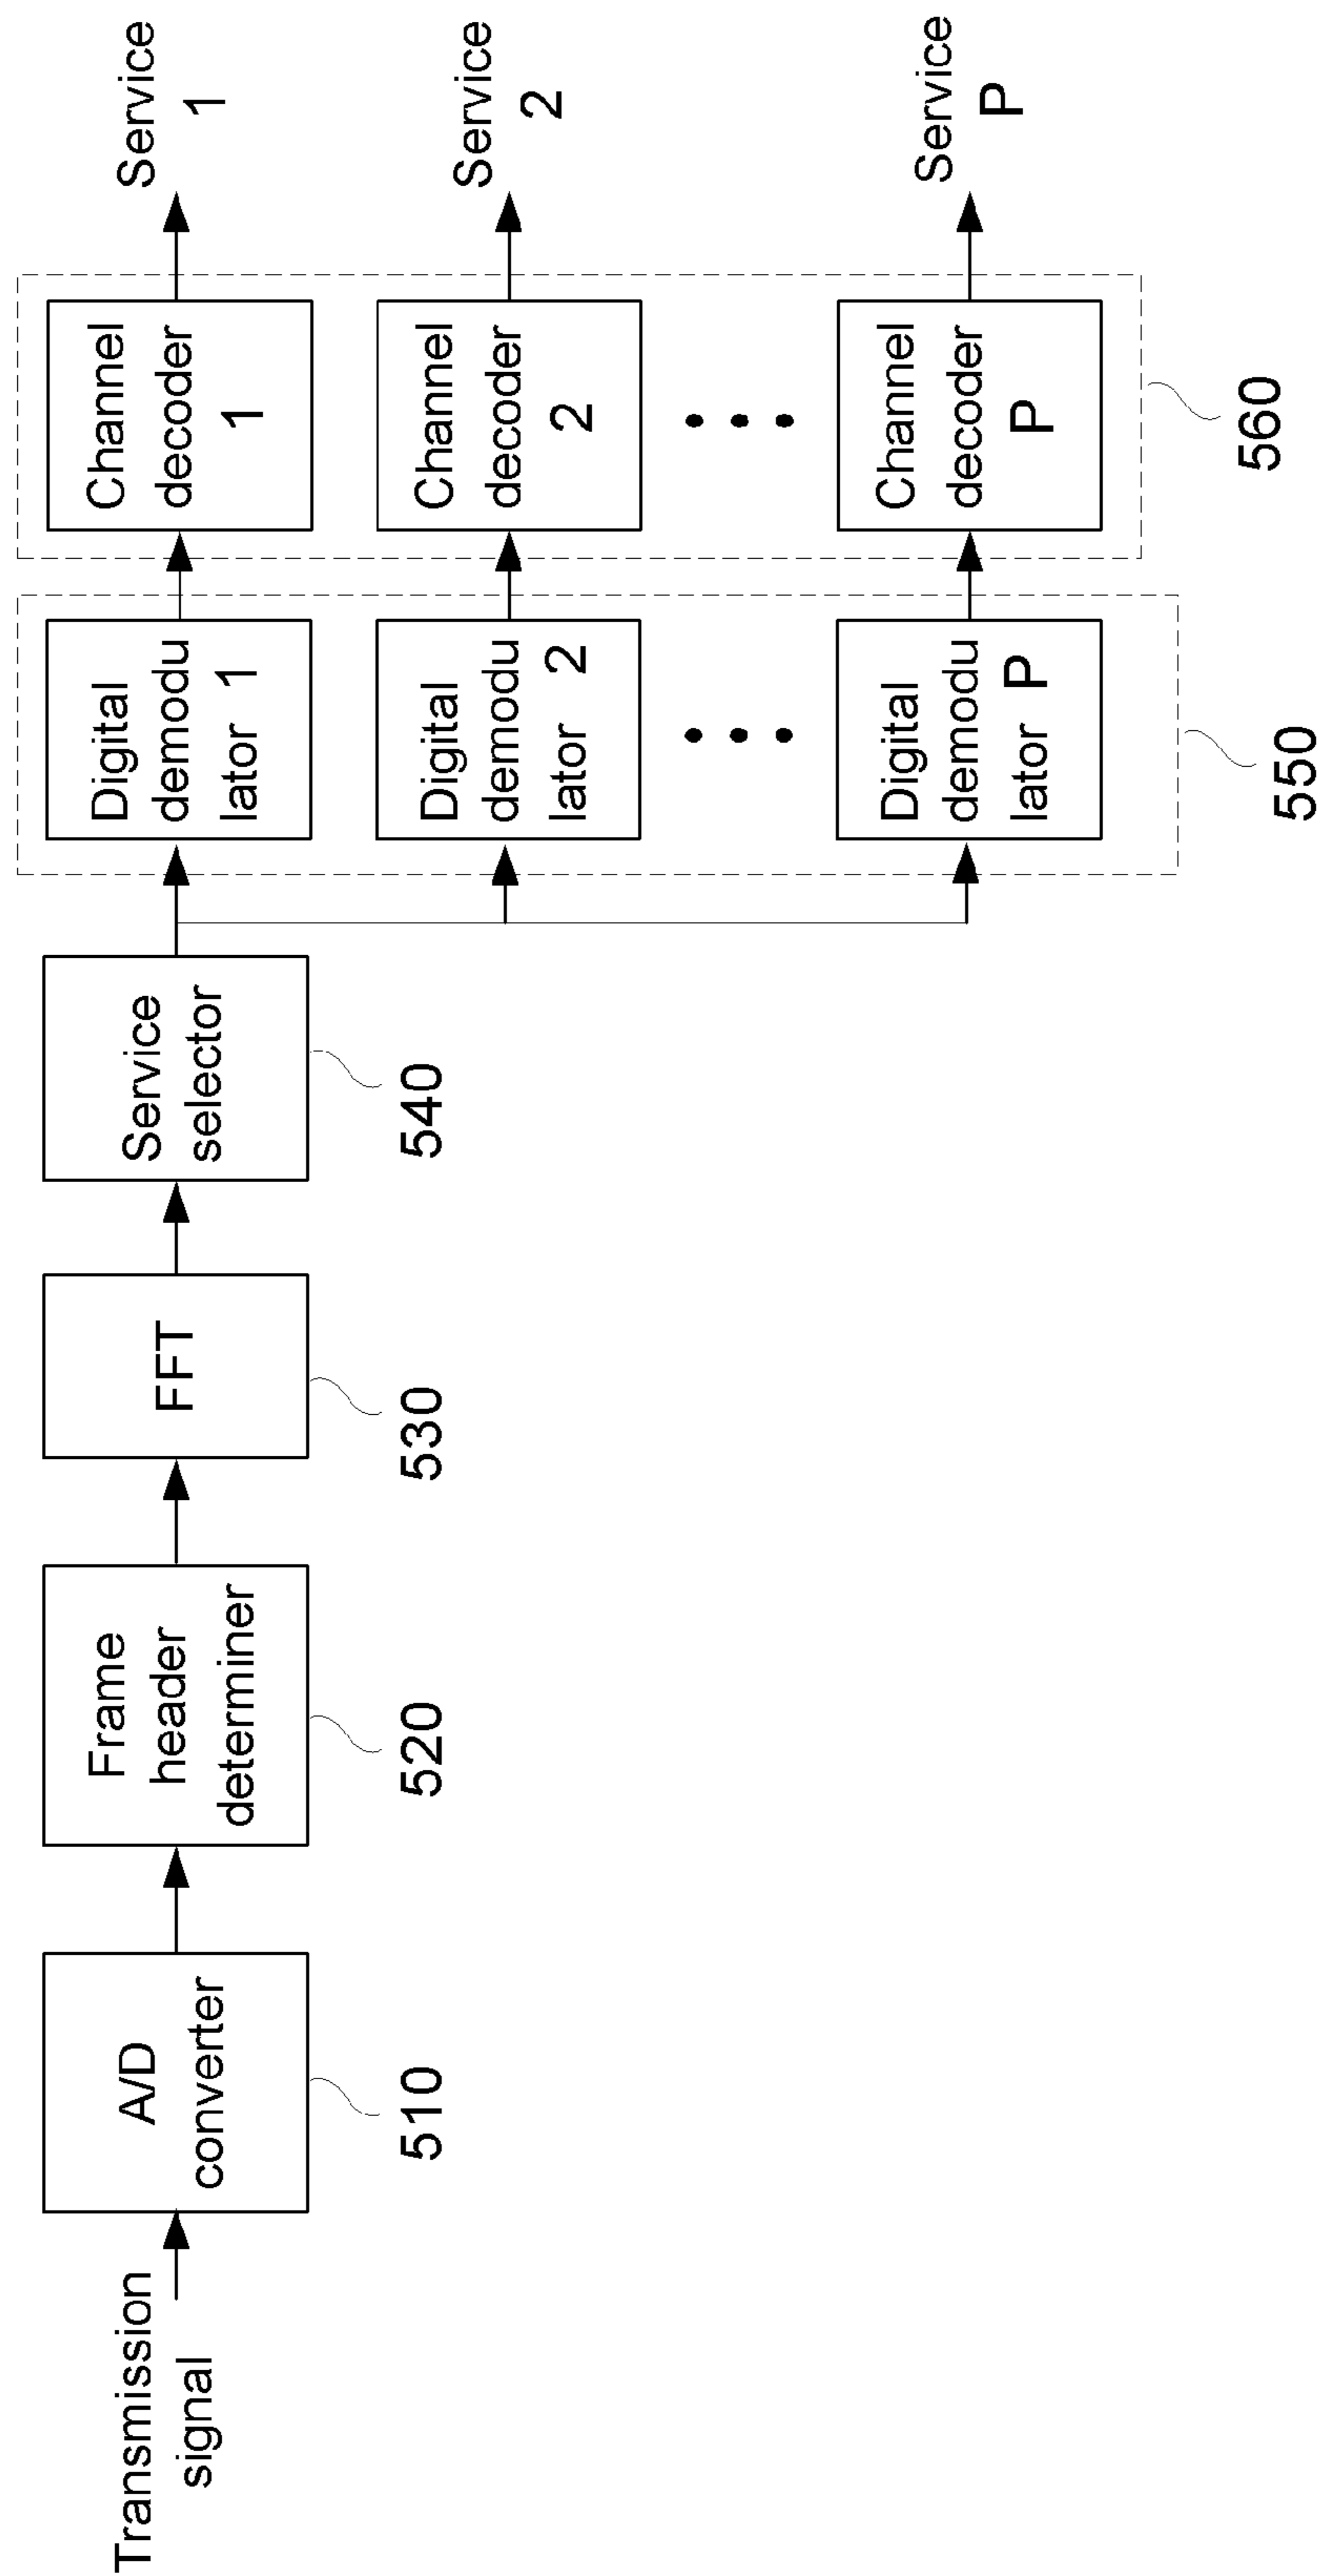 Transmission
signal
A/D
converter
510
Frame
header
determiner
520
FFT
530
Service
selector
540
Digital
demodu
lator 1
Digital
demodu
lator 2
Digital
demodu
lator P
550
Channel
decoder
1
Channel
decoder
2
Channel
decoder
P
560
Service
1
Service
2
Service
P